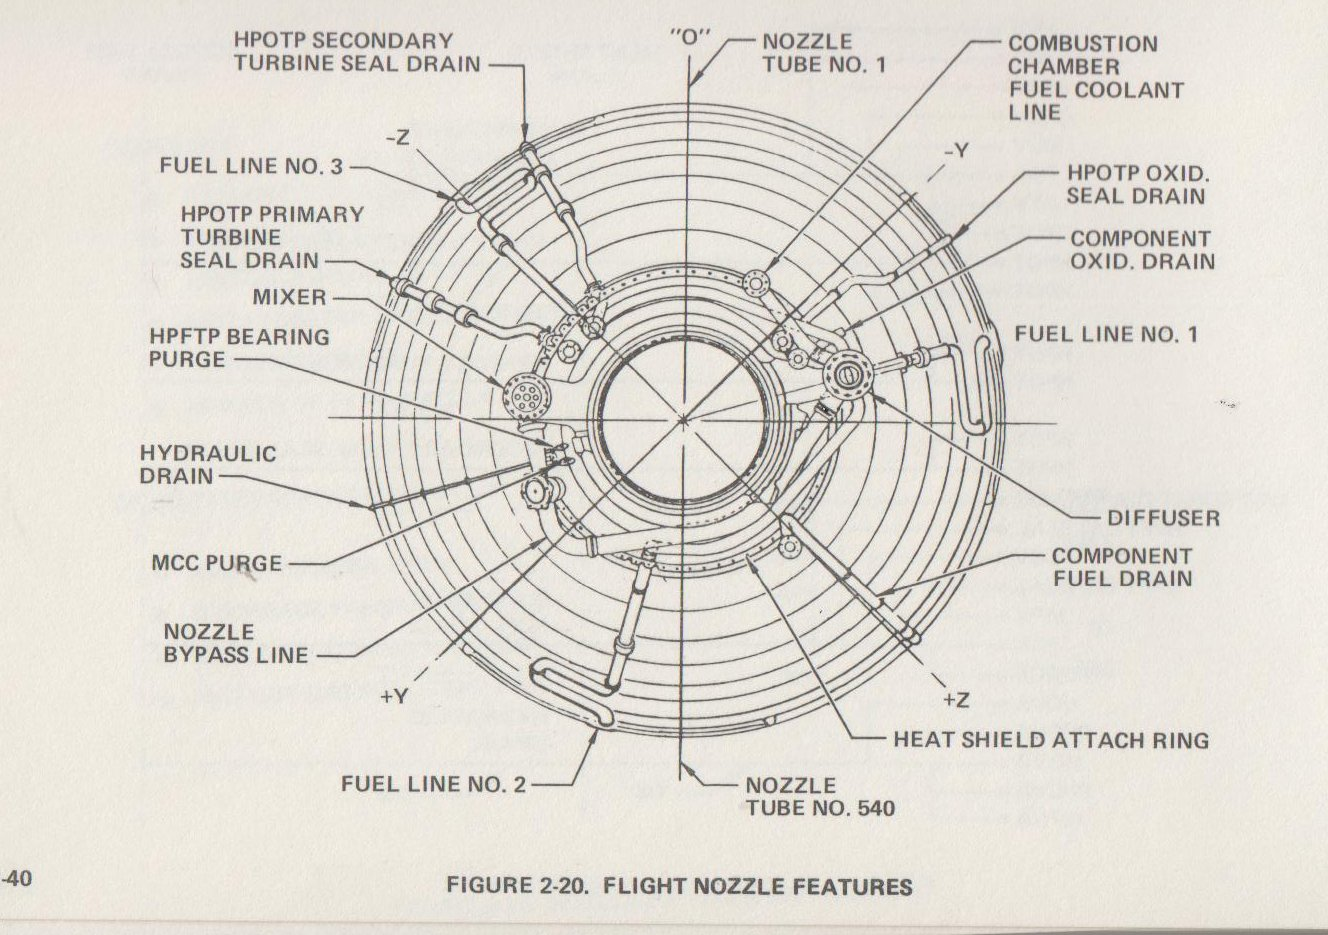 HPOTP SECONDARY
TURBINE SEAL DRAIN
"O"
NOZZLE
TUBE NO. 1
COMBUSTION
CHAMBER
FUEL COOLANT
LINE
-Z
-Y
FUEL LINE NO. 3
HPOTP OXID.
SEAL DRAIN
HPOTP PRIMARY
TURBINE
SEAL DRAIN
COMPONENT
OXID. DRAIN
MIXER
HPFTP BEARING
PURGE
FUEL LINE NO. 1
HYDRAULIC
DRAIN
DIFFUSER
MCC PURGE
COMPONENT
FUEL DRAIN
NOZZLE
BYPASS LINE
+Y
+Z
HEAT SHIELD ATTACH RING
FUEL LINE NO. 2
NOZZLE
TUBE NO. 540
-40
FIGURE 2-20. FLIGHT NOZZLE FEATURES